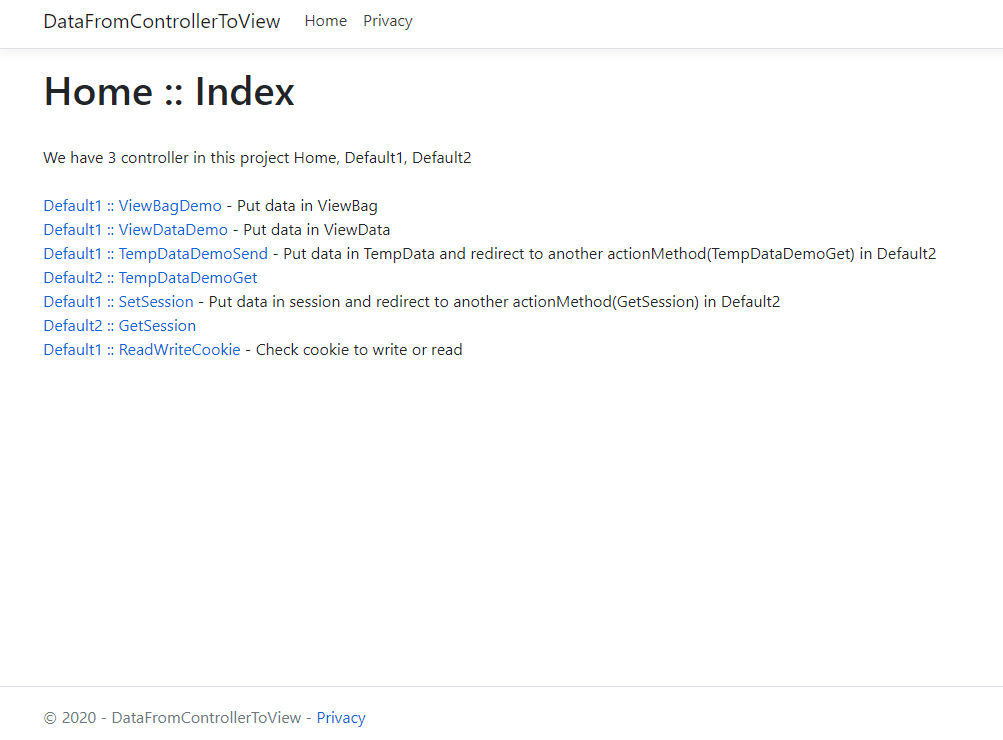 DataFromControllerToView Home Privacy
Home :: Index
We have 3 controller in this project Home, Default1, Default2
Default1 :: ViewBagDemo - Put data in ViewBag
Default1 :: ViewDataDemo - Put data in ViewData
Default1 :: TempDataDemoSend - Put data in TempData and redirect to another actionMethod(TempDataDemoGet) in Default2
Default2 :: TempDataDemoGet
Default1 :: SetSession - Put data in session and redirect to another actionMethod(GetSession) in Default2
Default2 :: GetSession
Default1 :: ReadWriteCookie - Check cookie to write or read
© 2020 - DataFromControllerToView - Privacy